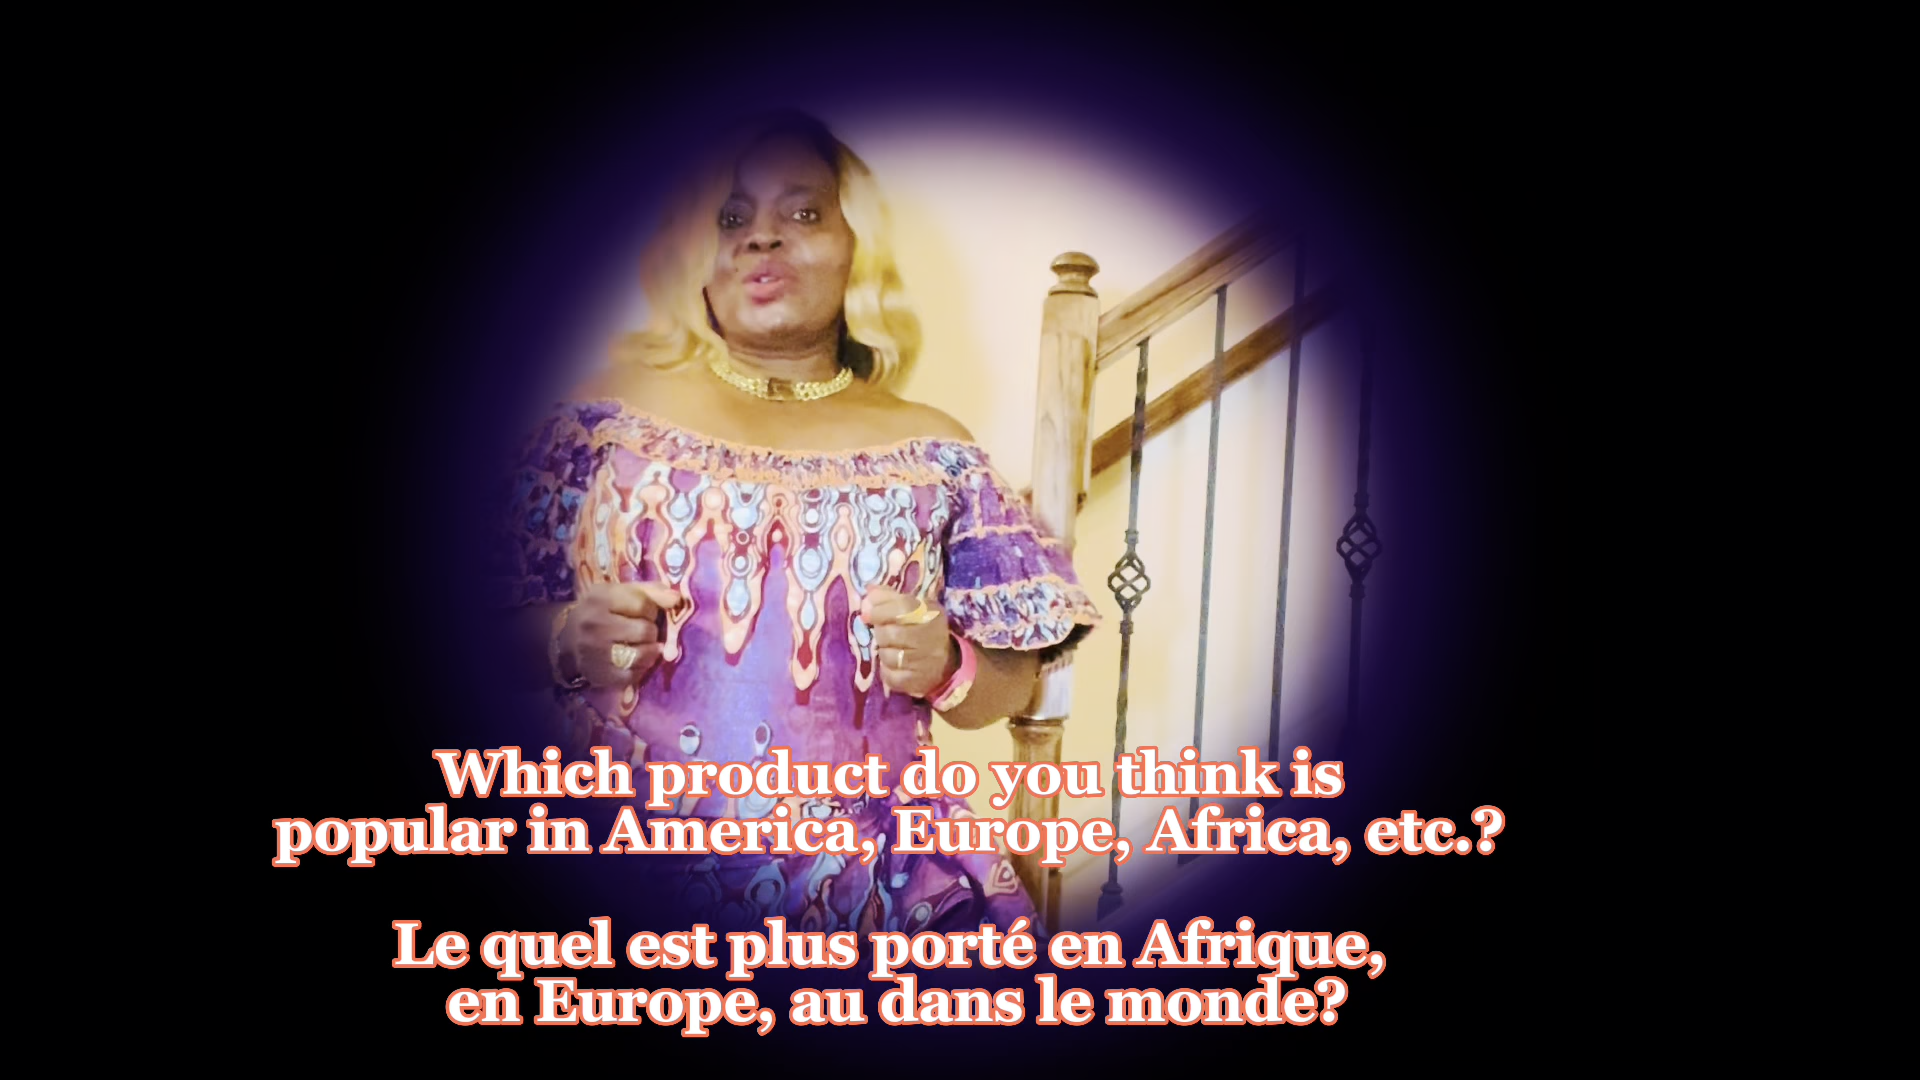 Which product do you think is
popular in America, Europe, Africa, etc.?
Le quel est plus porté en Afrique,
en Europe, au dans le monde?